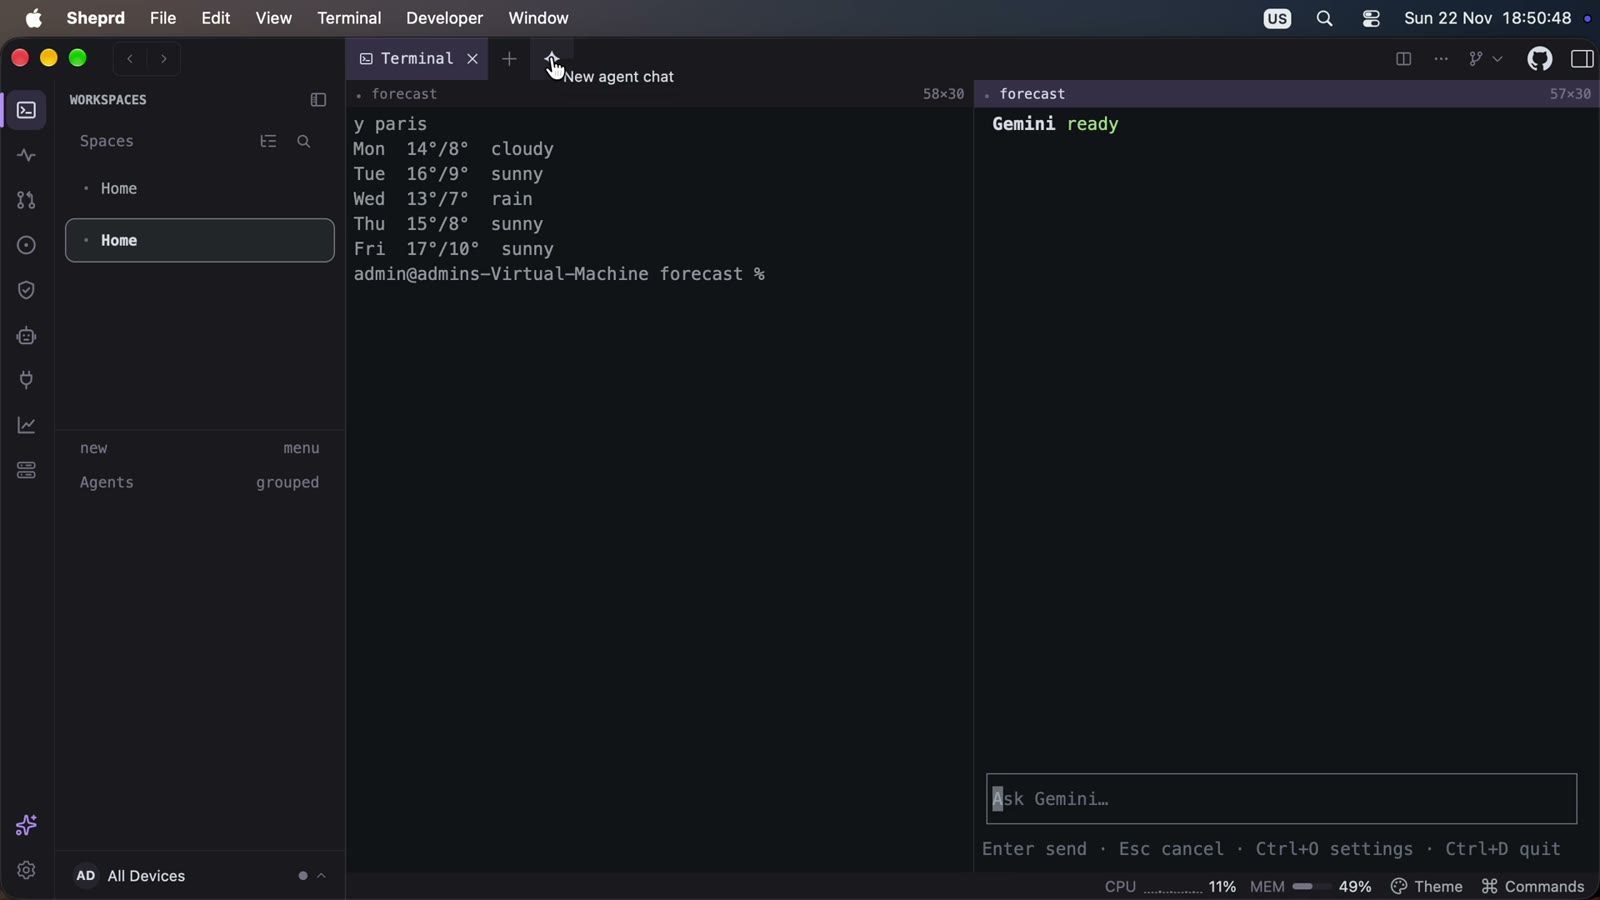 Sheprd File Edit View Terminal Developer Window US Sun 22 Nov 18:50:48
Terminal
New agent chat
WORKSPACES
Spaces
Home
Home
new menu
Agents grouped
AD All Devices
forecast 58×30
y paris
Mon 14°/8° cloudy
Tue 16°/9° sunny
Wed 13°/7° rain
Thu 15°/8° sunny
Fri 17°/10° sunny
admin@admins-Virtual-Machine forecast %
forecast 57×30
Gemini ready
Ask Gemini…
Enter send · Esc cancel · Ctrl+O settings · Ctrl+D quit
CPU 11% MEM 49% Theme ⌘ Commands